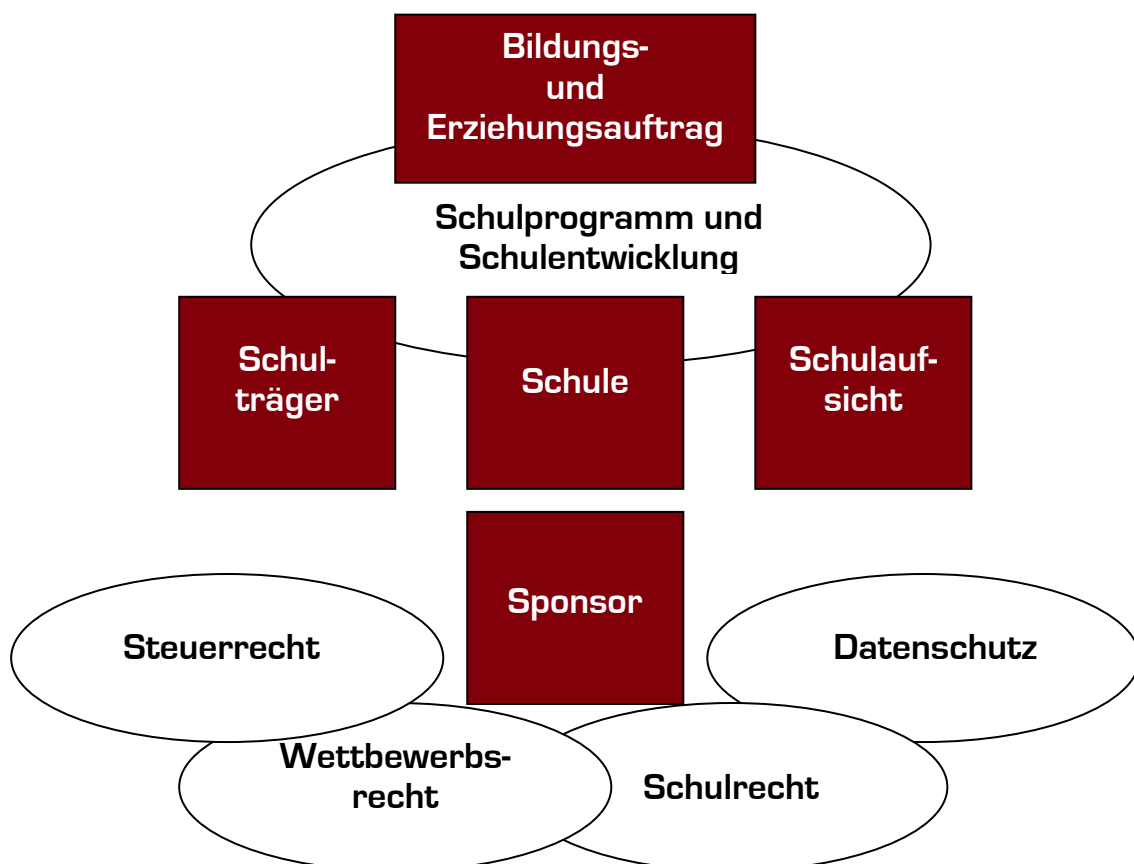 Bildungs-
und
Erziehungsauftrag
Schulprogramm und
Schulentwicklung
Schul-
träger
Schule
Schulauf-
sicht
Sponsor
Steuerrecht
Datenschutz
Wettbewerbs-
recht
Schulrecht